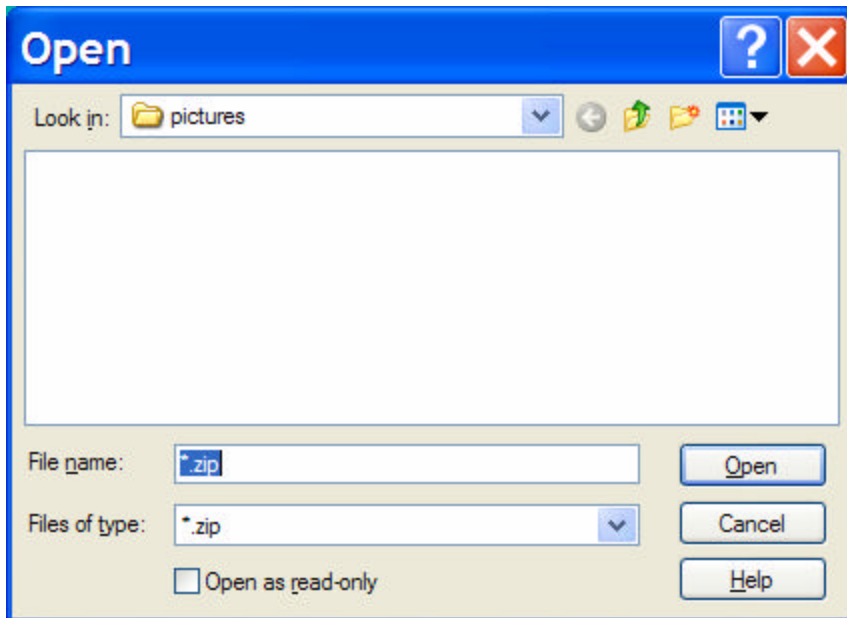 Open
Look in: pictures
File name: *.zip Open
Files of type: *.zip Cancel
Open as read-only Help